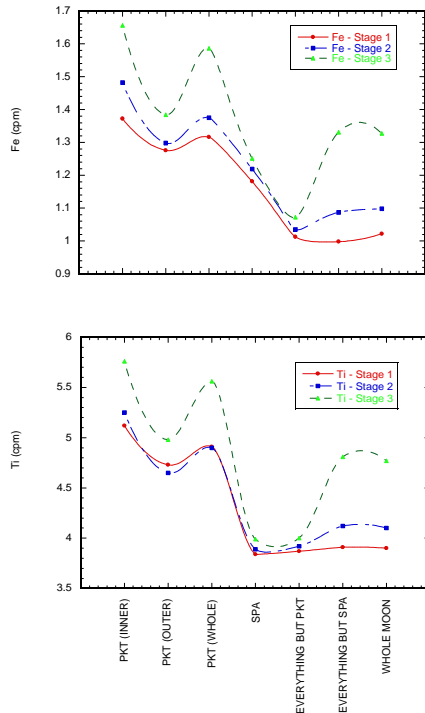 1.7
1.6
1.5
1.4
1.3
1.2
1.1
1
0.9
Fe (cpm)
Fe - Stage 1
Fe - Stage 2
Fe - Stage 3
6
5.5
5
4.5
4
3.5
Ti (cpm)
Ti - Stage 1
Ti - Stage 2
Ti - Stage 3
PKT (INNER)
PKT (OUTER)
PKT (WHOLE)
SPA
EVERYTHING BUT PKT
EVERYTHING BUT SPA
WHOLE MOON